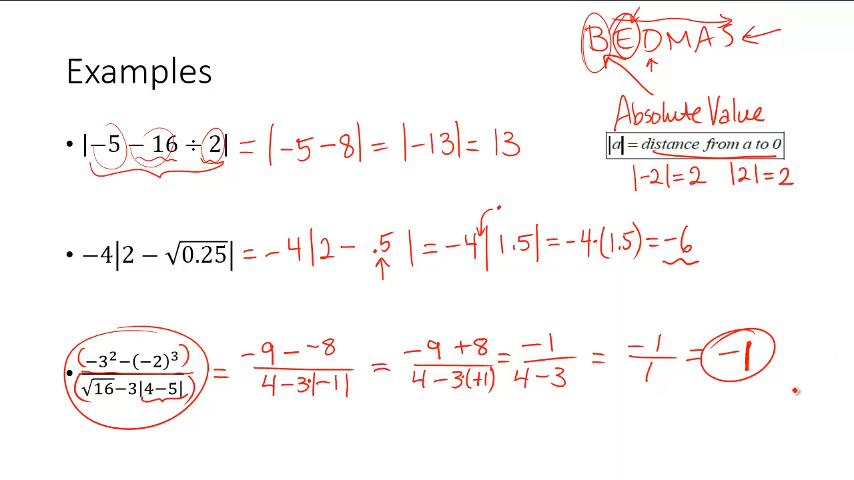 BEDMAS ←
Examples
Absolute Value
|a| = distance from a to 0
|-2|=2 |2|=2
• |−5 − 16 ÷ 2| = |-5-8| = |-13| = 13
• −4|2 − √0.25| = -4|2 - .5| = -4|1.5| = -4·(1.5) = -6
• (−3² −(−2)³)/(√16−3|4−5|) = (-9 - -8)/(4-3·|-1|) = (-9+8)/(4-3(+1)) = -1/(4-3) = -1/1 = -1